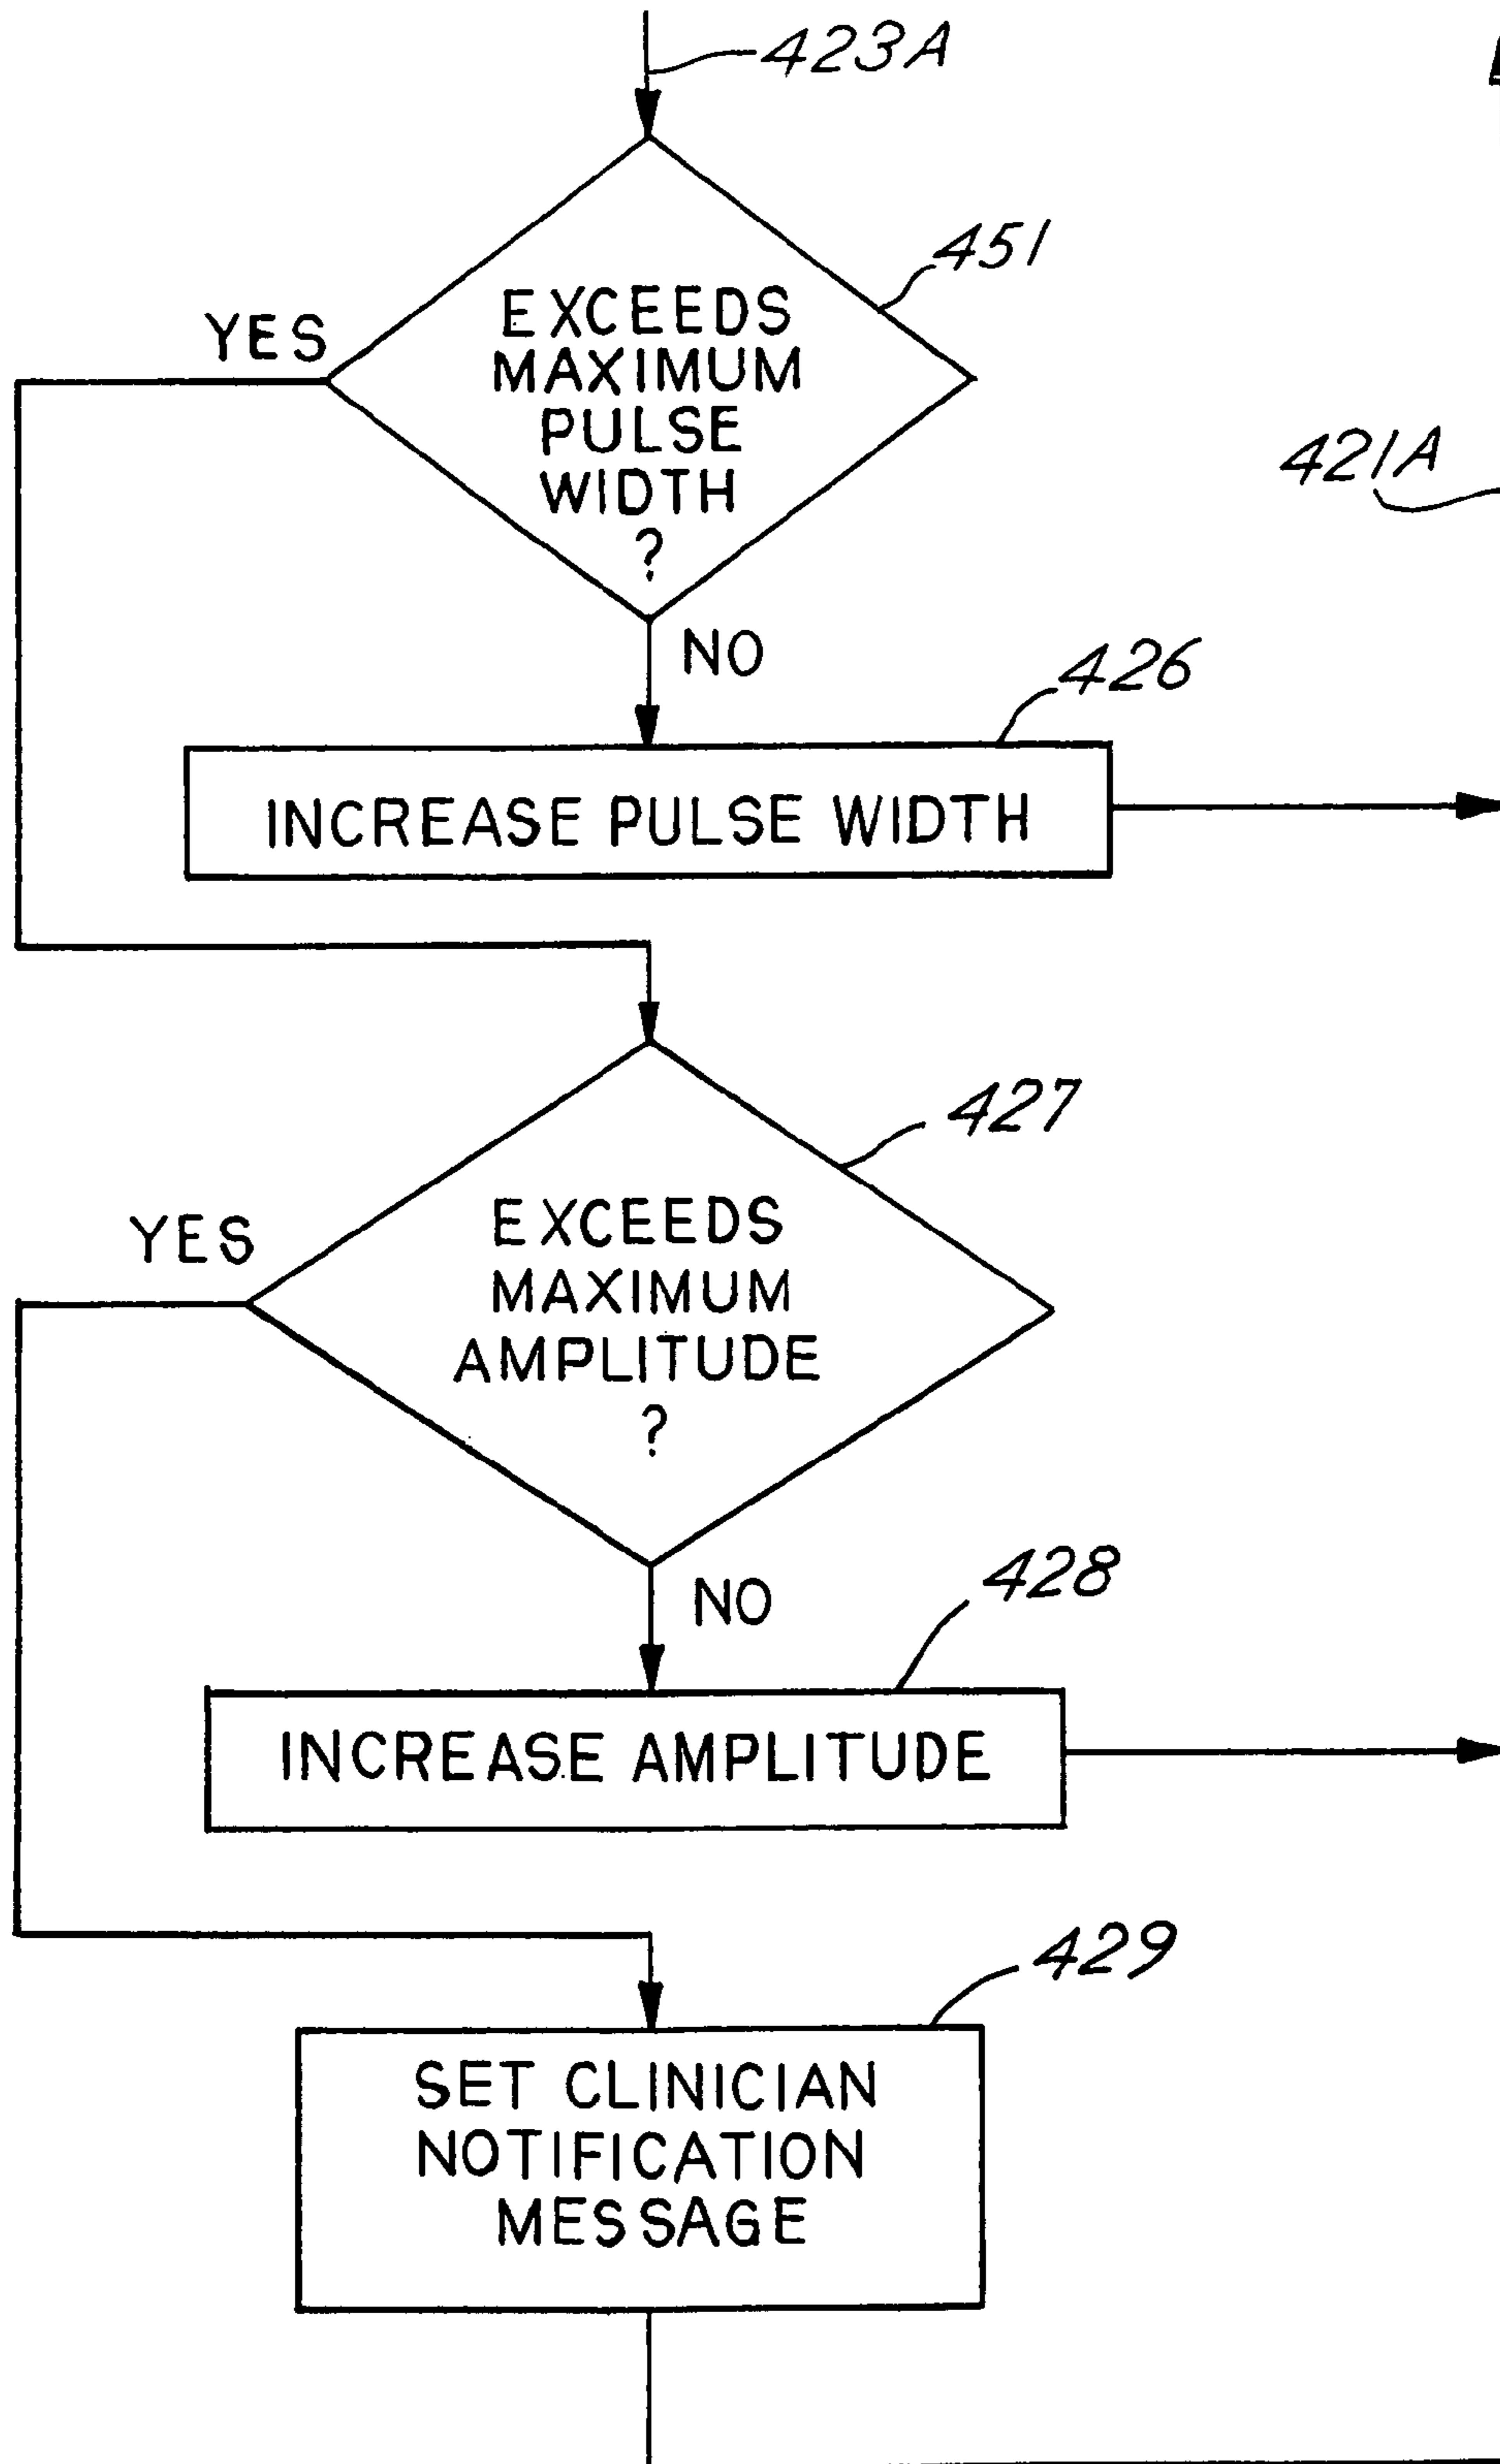 423A
451
YES
EXCEEDS
MAXIMUM
PULSE
WIDTH
?
421A
NO
426
INCREASE PULSE WIDTH
427
YES
EXCEEDS
MAXIMUM
AMPLITUDE
?
NO
428
INCREASE AMPLITUDE
429
SET CLINICIAN
NOTIFICATION
MESSAGE